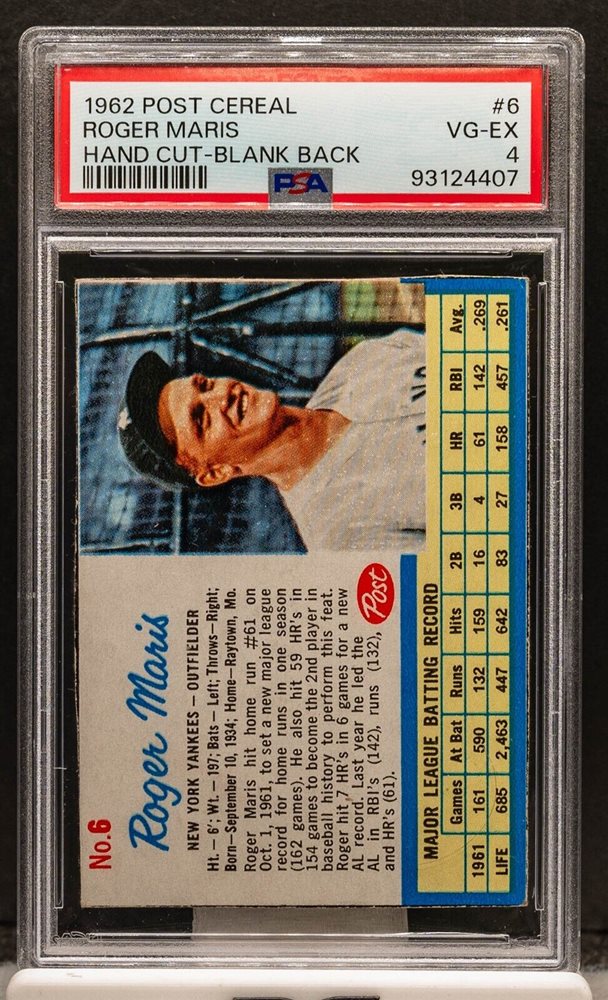 1962 POST CEREAL #6
ROGER MARIS VG-EX
HAND CUT-BLANK BACK 4
PSA 93124407
No.6
Roger Maris
NEW YORK YANKEES — OUTFIELDER
Ht. — 6'; Wt. — 197; Bats — Left; Throws—Right;
Born—September 10, 1934; Home—Raytown, Mo.
Roger Maris hit home run #61 on
Oct. 1, 1961, to set a new major league
record for home runs in one season
(162 games). He also hit 59 HR's in
154 games to become the 2nd player in
baseball history to perform this feat.
Roger hit 7 HR's in 6 games for a new
AL record. Last year he led the
AL in RBI's (142), runs (132),
and HR's (61).
Post
MAJOR LEAGUE BATTING RECORD
Games At Bat Runs Hits 2B 3B HR RBI Avg.
1961 161 590 132 159 16 4 61 142 .269
LIFE 685 2,463 447 642 83 27 158 457 .261